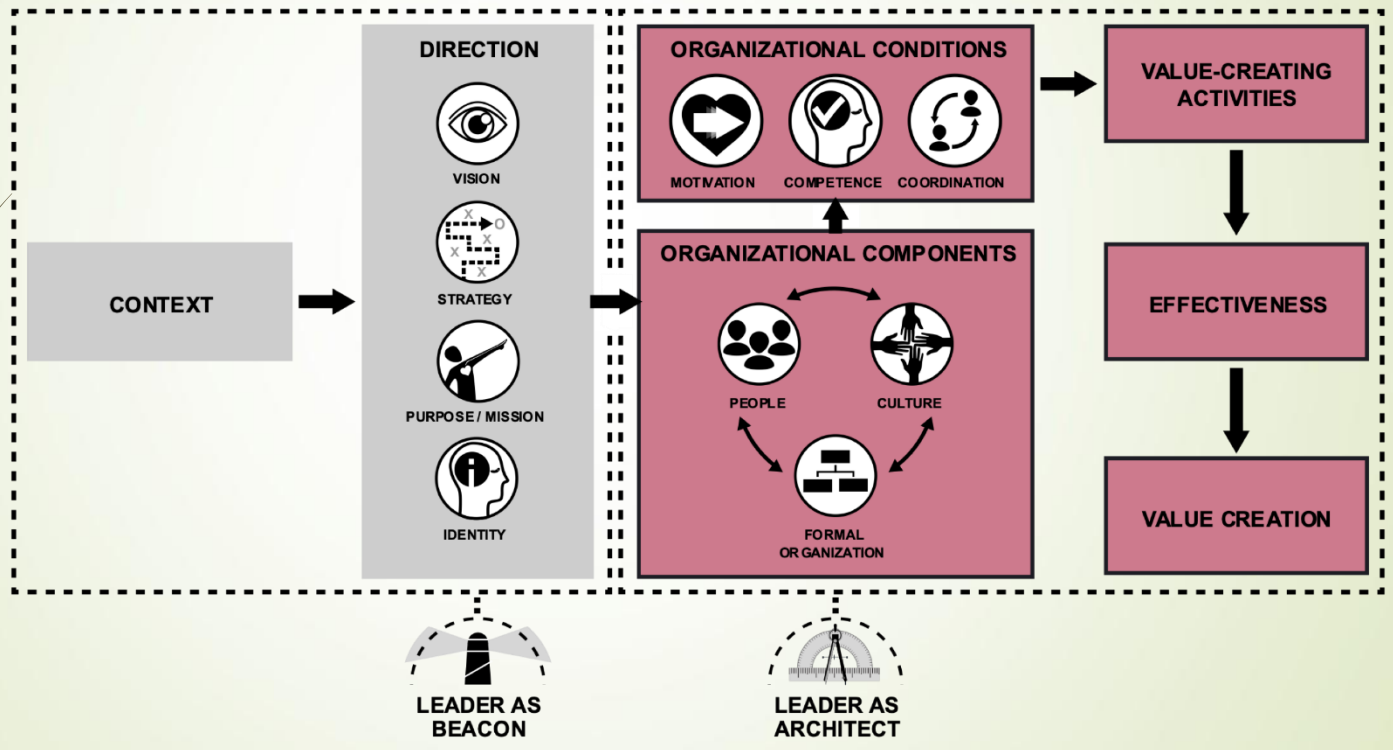 DIRECTION
VISION
X
O
X
X
X
STRATEGY
PURPOSE / MISSION
i
IDENTITY
CONTEXT
ORGANIZATIONAL CONDITIONS
MOTIVATION
COMPETENCE
COORDINATION
ORGANIZATIONAL COMPONENTS
PEOPLE
CULTURE
FORMAL
ORGANIZATION
VALUE-CREATING
ACTIVITIES
EFFECTIVENESS
VALUE CREATION
LEADER AS
BEACON
LEADER AS
ARCHITECT